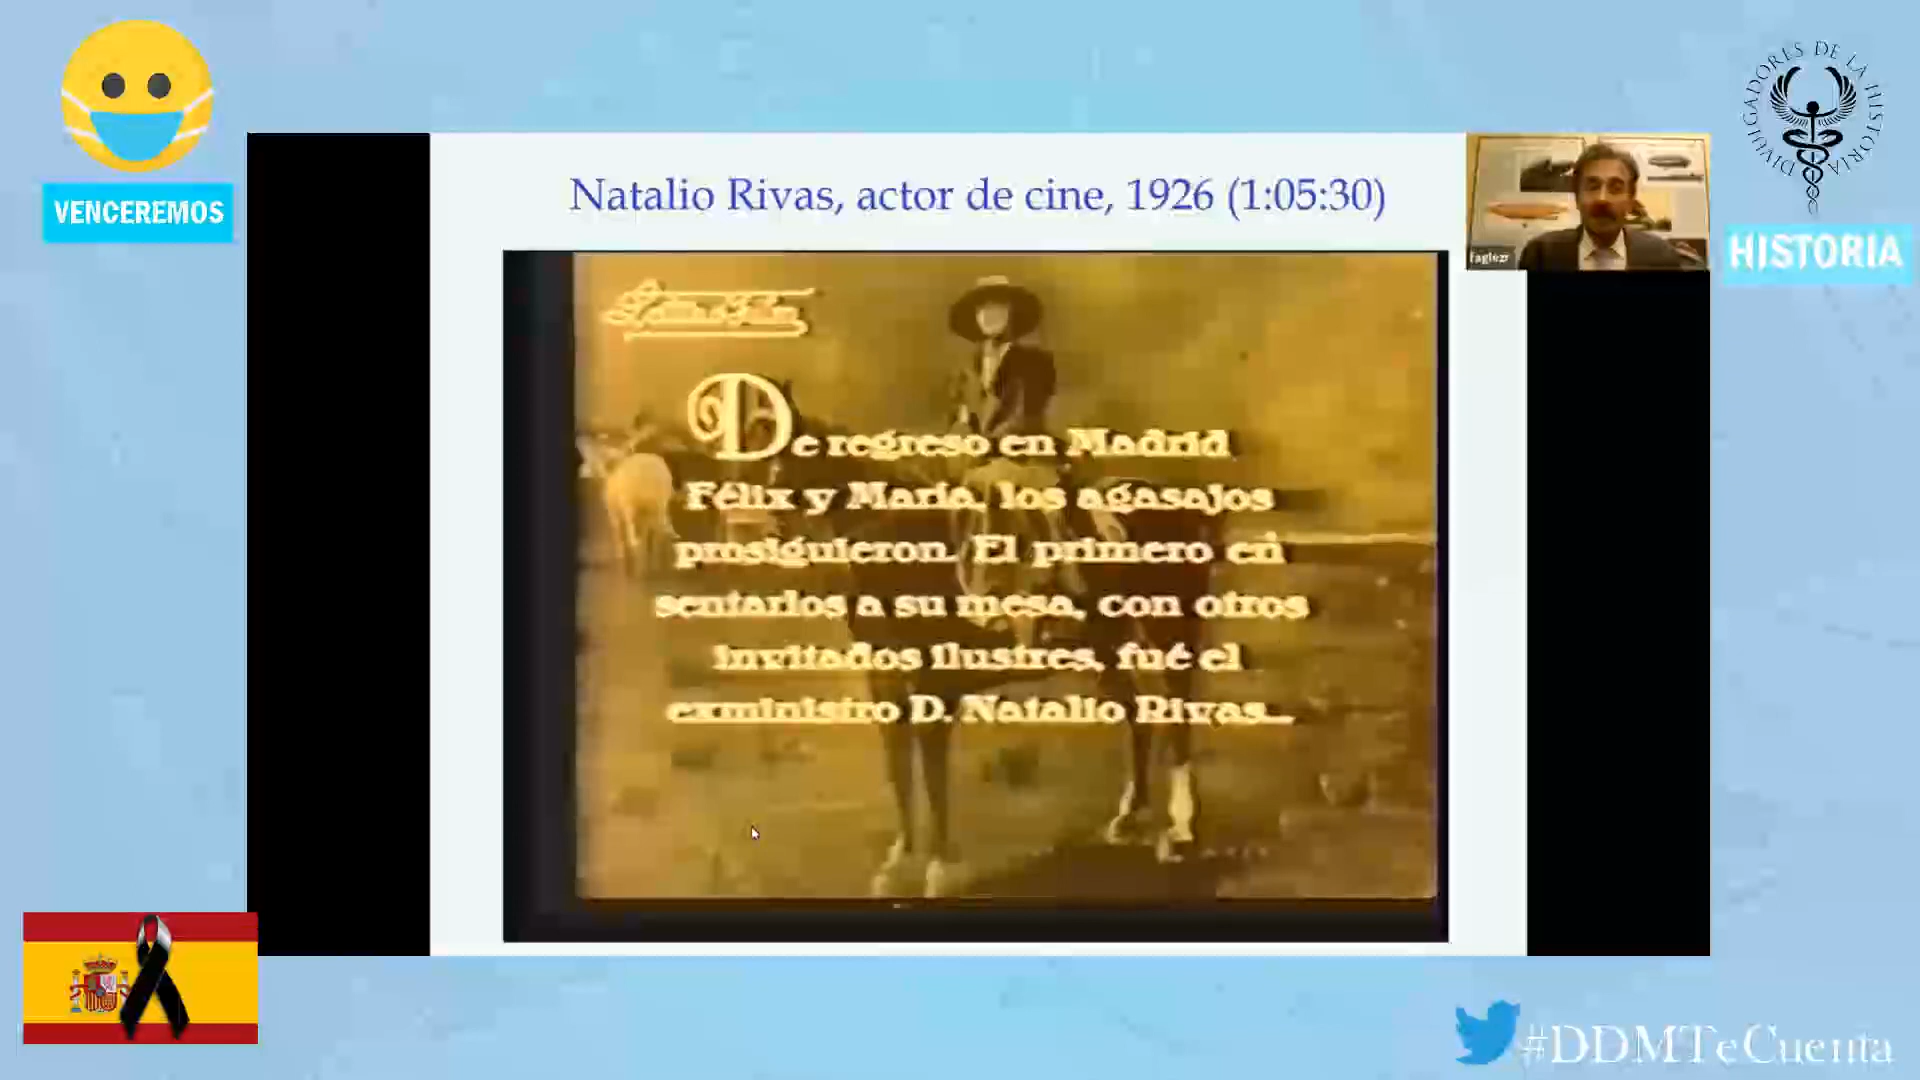 VENCEREMOS
DIVULGADORES DE LA HISTORIA
HISTORIA
Natalio Rivas, actor de cine, 1926 (1:05:30)
De regreso en Madrid
Félix y María, los agasajos
prosiguieron. El primero en
sentarlos a su mesa, con otros
invitados ilustres, fué el
exministro D. Natalio Rivas...
#DDMTeCuenta